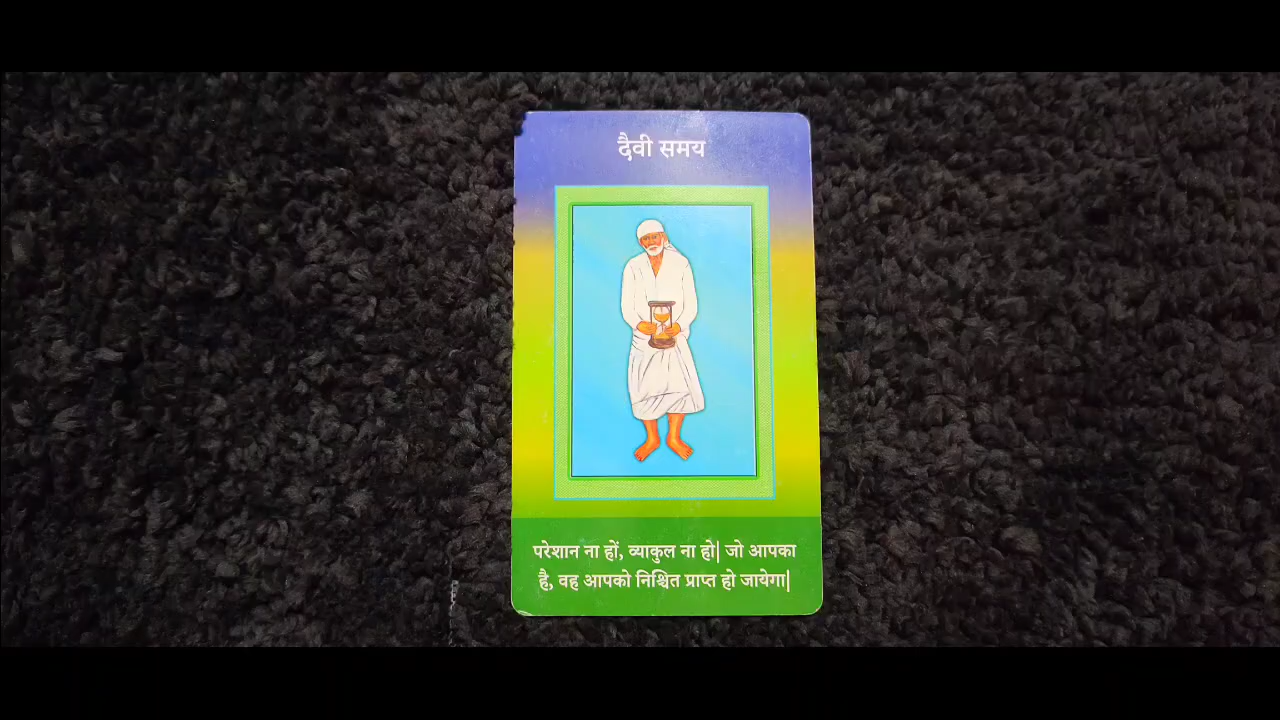 दैवी समय
परेशान ना हों, व्याकुल ना हो| जो आपका
है, वह आपको निश्चित प्राप्त हो जायेगा|